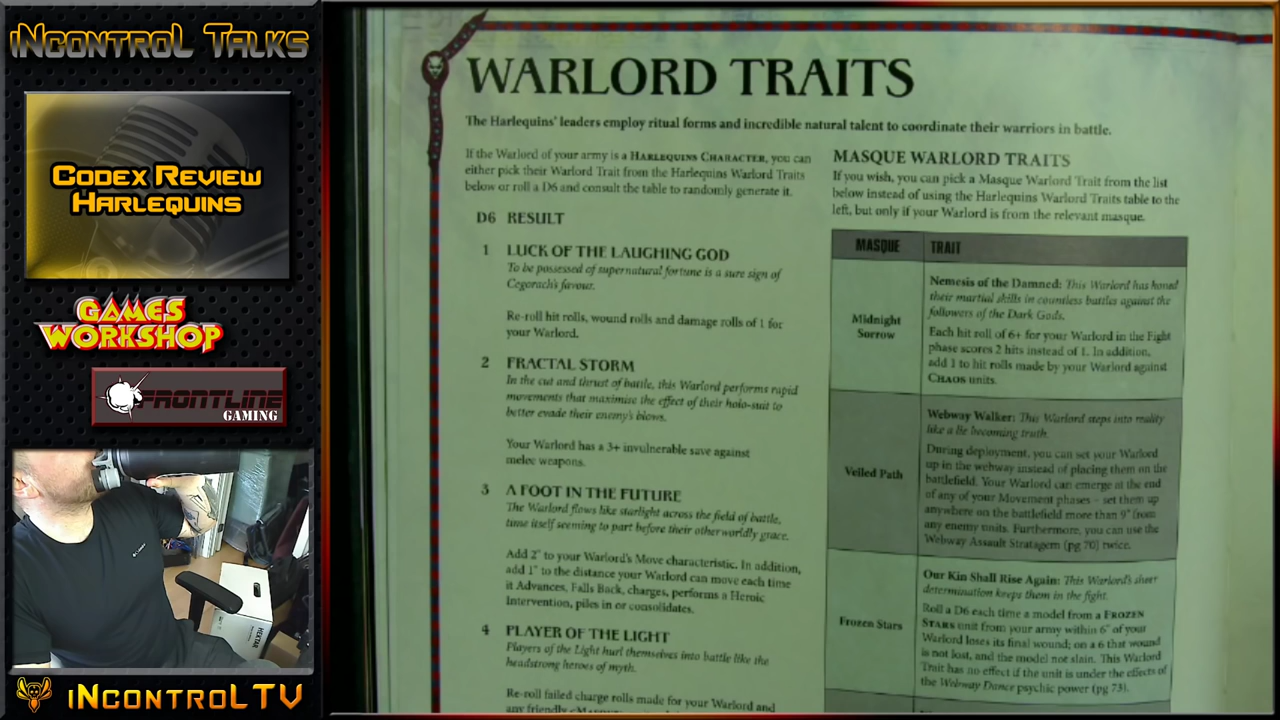 iNcontroL Talks
Codex Review
Harlequins
GAMES
WORKSHOP
FRONTLINE
GAMING
iNcontroLTV
WARLORD TRAITS
The Harlequins' leaders employ ritual forms and incredible natural talent to coordinate their warriors in battle.
If the Warlord of your army is a HARLEQUINS CHARACTER, you can
either pick their Warlord Trait from the Harlequins Warlord Traits
below or roll a D6 and consult the table to randomly generate it.
D6 RESULT
1 LUCK OF THE LAUGHING GOD
To be possessed of supernatural fortune is a sure sign of
Cegorach's favour.
Re-roll hit rolls, wound rolls and damage rolls of 1 for
your Warlord.
2 FRACTAL STORM
In the cut and thrust of battle, this Warlord performs rapid
movements that maximise the effect of their holo-suit to
better evade their enemy's blows.
Your Warlord has a 3+ invulnerable save against
melee weapons.
3 A FOOT IN THE FUTURE
The Warlord flows like starlight across the field of battle,
time itself seeming to part before their otherworldly grace.
Add 2" to your Warlord's Move characteristic. In addition,
add 1" to the distance your Warlord can move each time
it Advances, Falls Back, charges, performs a Heroic
Intervention, piles in or consolidates.
4 PLAYER OF THE LIGHT
Players of the Light hurl themselves into battle like the
headstrong heroes of myth.
Re-roll failed charge rolls made for your Warlord and
any friendly
MASQUE WARLORD TRAITS
If you wish, you can pick a Masque Warlord Trait from the list
below instead of using the Harlequins Warlord Traits table to the
left, but only if your Warlord is from the relevant masque.
MASQUE TRAIT
Midnight
Sorrow
Nemesis of the Damned: This Warlord has honed
their martial skills in countless battles against the
followers of the Dark Gods.
Each hit roll of 6+ for your Warlord in the Fight
phase scores 2 hits instead of 1. In addition,
add 1 to hit rolls made by your Warlord against
CHAOS units.
Veiled Path
Webway Walker: This Warlord steps into reality
like a lie becoming truth.
During deployment, you can set your Warlord
up in the webway instead of placing them on the
battlefield. Your Warlord can emerge at the end
of any of your Movement phases – set them up
anywhere on the battlefield more than 9" from
any enemy units. Furthermore, you can use the
Webway Assault Stratagem (pg 70) twice.
Frozen Stars
Our Kin Shall Rise Again: This Warlord's sheer
determination keeps them in the fight.
Roll a D6 each time a model from a FROZEN
STARS unit from your army within 6" of your
Warlord loses its final wound; on a 6 that wound
is not lost, and the model not slain. This Warlord
Trait has no effect if the unit is under the effects of
the Webway Dance psychic power (pg 73).